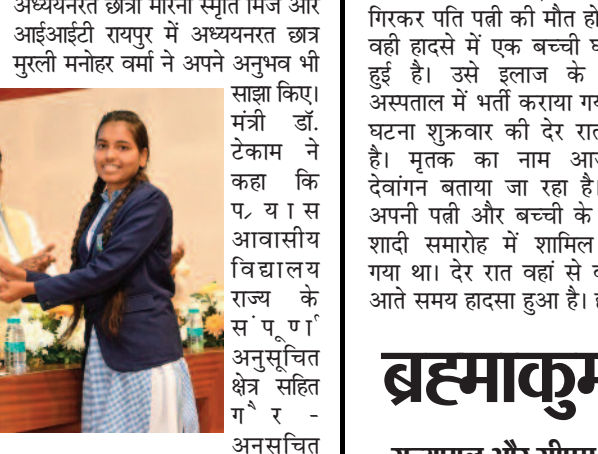 अध्ययनरत छात्रा मारिना स्मृति मिंज और
आईआईटी रायपुर में अध्ययनरत छात्र
मुरली मनोहर वर्मा ने अपने अनुभव भी
साझा किए।
मंत्री डॉ.
टेकाम ने
कहा कि
प्रयास
आवासीय
विद्यालय
राज्य के
संपूर्ण
अनुसूचित
क्षेत्र सहित
गैर -
अनुसूचित
गिरकर पति पत्नी की मौत हो
वही हादसे में एक बच्ची घ
हुई है। उसे इलाज के
अस्पताल में भर्ती कराया गय
घटना शुक्रवार की देर रात
है। मृतक का नाम आज
देवांगन बताया जा रहा है।
अपनी पत्नी और बच्ची के
शादी समारोह में शामिल
गया था। देर रात वहां से व
आते समय हादसा हुआ है। ह
ब्रह्माकुम